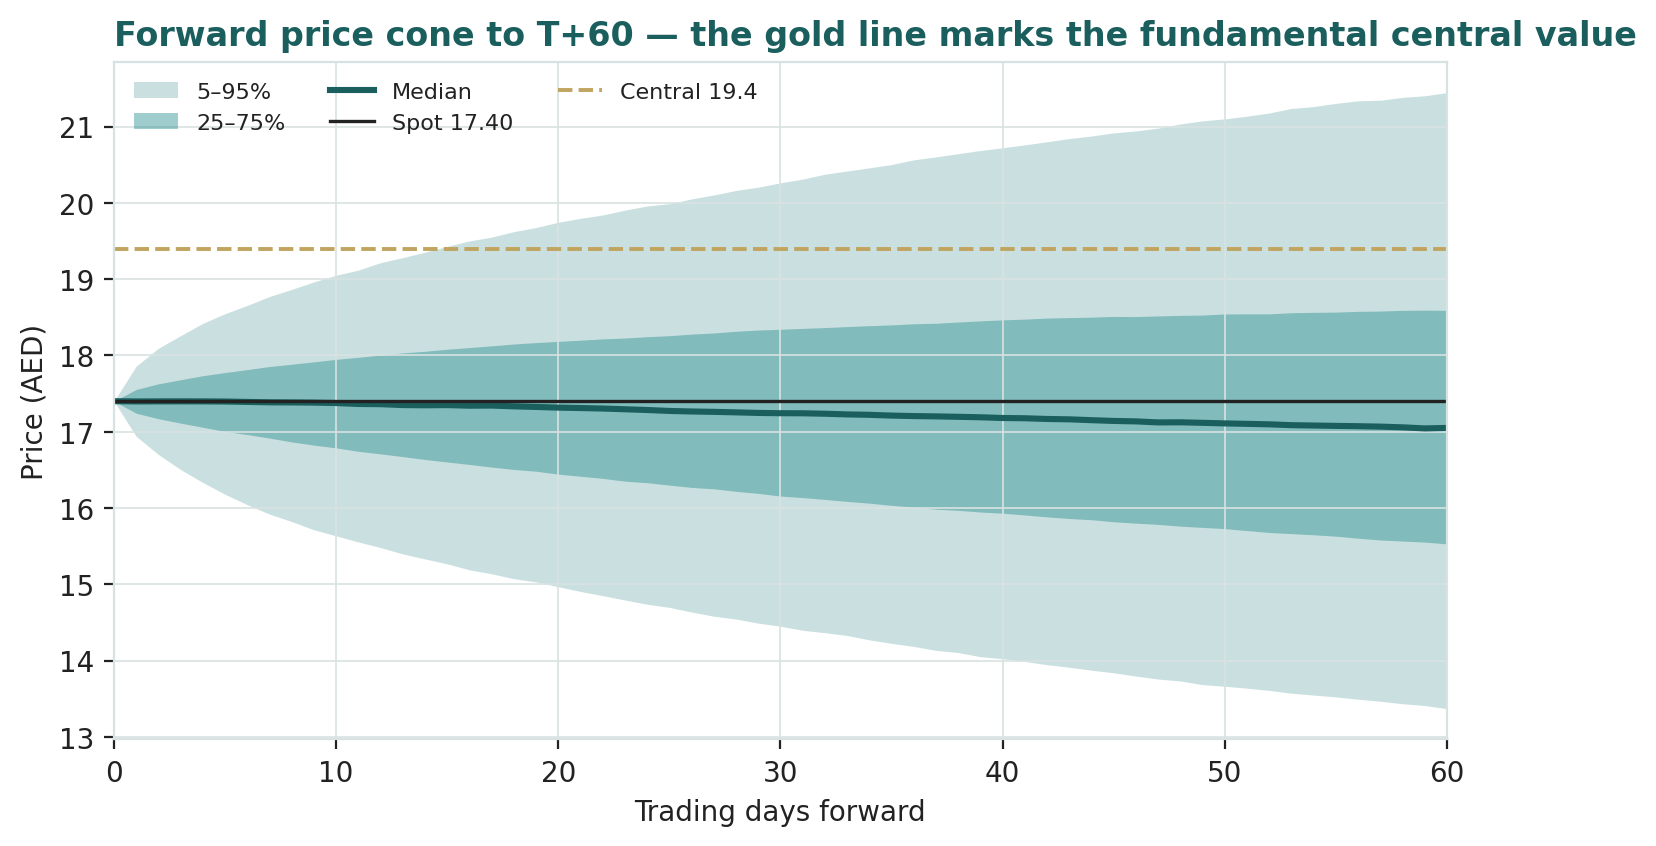 Forward price cone to T+60 — the gold line marks the fundamental central value
5–95%
25–75%
Median
Spot 17.40
Central 19.4
Price (AED)
21
20
19
18
17
16
15
14
13
0 10 20 30 40 50 60
Trading days forward